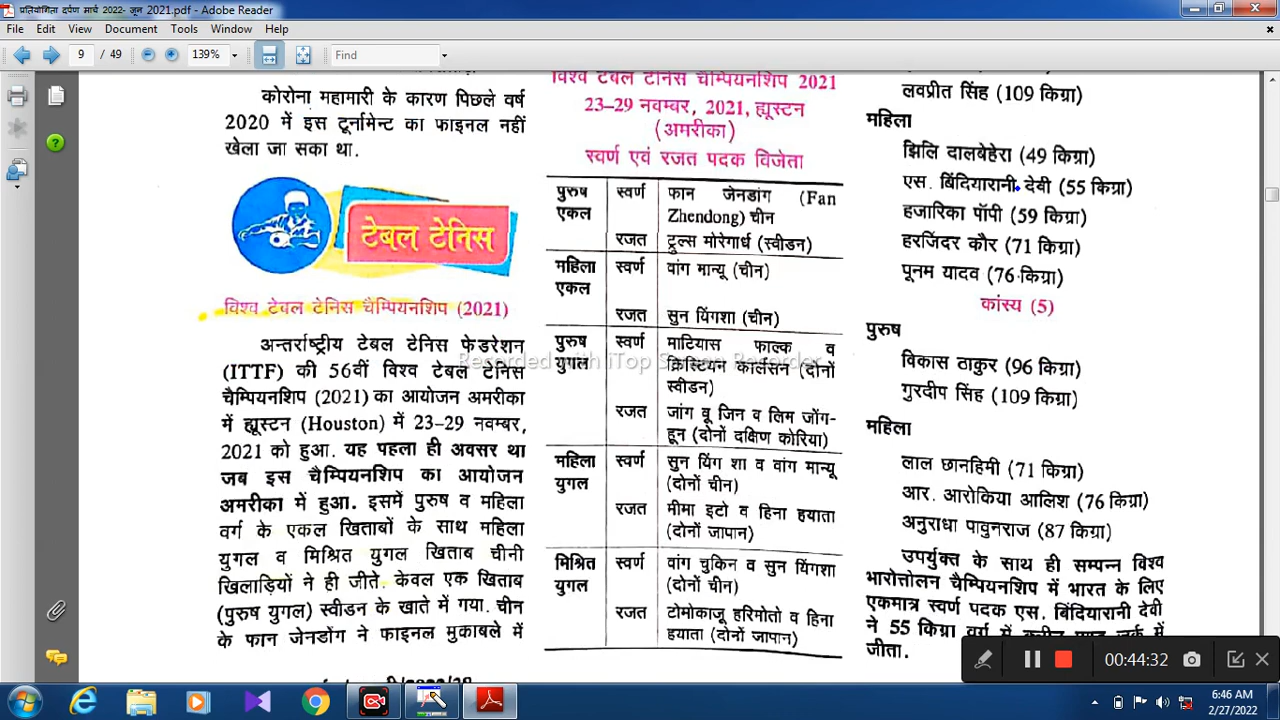 प्रतियोगिता दर्पण मार्च 2022- जून 2021.pdf - Adobe Reader
File Edit View Document Tools Window Help
9 / 49 139% Find
कोरोना महामारी के कारण पिछले वर्ष
2020 में इस टूर्नामेन्ट का फाइनल नहीं
खेला जा सका था.
टेबल टेनिस
विश्व टेबल टेनिस चैम्पियनशिप (2021)
अन्तर्राष्ट्रीय टेबल टेनिस फेडरेशन
(ITTF) की 56वीं विश्व टेबल टेनिस
चैम्पियनशिप (2021) का आयोजन अमरीका
में ह्यूस्टन (Houston) में 23-29 नवम्बर,
2021 को हुआ. यह पहला ही अवसर था
जब इस चैम्पियनशिप का आयोजन
अमरीका में हुआ. इसमें पुरुष व महिला
वर्ग के एकल खिताबों के साथ महिला
युगल व मिश्रित युगल खिताब चीनी
खिलाड़ियों ने ही जीते. केवल एक खिताब
(पुरुष युगल) स्वीडन के खाते में गया. चीन
के फान जेनडोंग ने फाइनल मुकाबले में
विश्व टेबल टेनिस चैम्पियनशिप 2021
23-29 नवम्बर, 2021, ह्यूस्टन
(अमरीका)
स्वर्ण एवं रजत पदक विजेता
पुरुष स्वर्ण फान जेनडांग (Fan
एकल Zhendong) चीन
रजत ट्रुल्स मोरेगार्ध (स्वीडन)
महिला स्वर्ण वांग मान्यू (चीन)
एकल
रजत सुन यिंगशा (चीन)
पुरुष स्वर्ण माटियास फाल्क व
युगल क्रिस्टियन कार्लसन (दोनों
स्वीडन)
रजत जांग वू जिन व लिम जोंग-
हून (दोनों दक्षिण कोरिया)
महिला स्वर्ण सुन यिंग शा व वांग मान्यू
युगल (दोनों चीन)
रजत मीमा इटो व हिना हयाता
(दोनों जापान)
मिश्रित स्वर्ण वांग चुकिन व सुन यिंगशा
युगल (दोनों चीन)
रजत टोमोकाजू हरिमोतो व हिना
हयाता (दोनों जापान)
लवप्रीत सिंह (109 किग्रा)
महिला
झिलि दालबेहेरा (49 किग्रा)
एस. बिंदियारानी देवी (55 किग्रा)
हजारिका पॉपी (59 किग्रा)
हरजिंदर कौर (71 किग्रा)
पूनम यादव (76 किग्रा)
कांस्य (5)
पुरुष
विकास ठाकुर (96 किग्रा)
गुरदीप सिंह (109 किग्रा)
महिला
लाल छानहिमी (71 किग्रा)
आर. आरोकिया आलिश (76 किग्रा)
अनुराधा पावुनराज (87 किग्रा)
उपर्युक्त के साथ ही सम्पन्न विश्व
भारोत्तोलन चैम्पियनशिप में भारत के लिए
एकमात्र स्वर्ण पदक एस. बिंदियारानी देवी
ने 55 किग्रा वर्ग में
जीता.
Recorded with iTop Screen Recorder
00:44:32
6:46 AM
2/27/2022